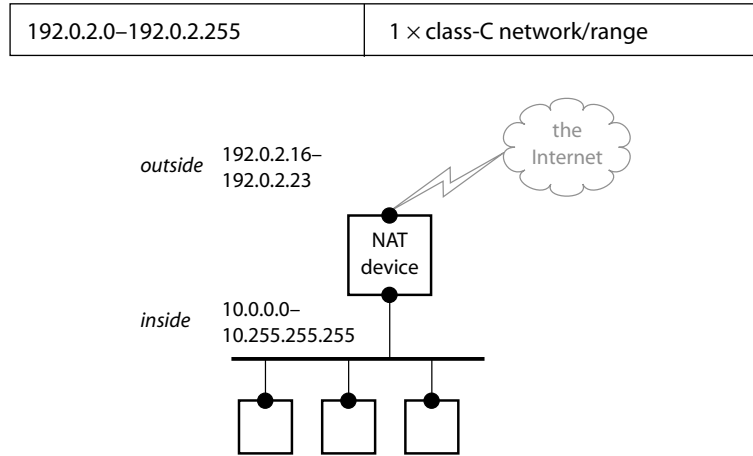 192.0.2.0–192.0.2.255 1 × class-C network/range
the
Internet
outside 192.0.2.16–
192.0.2.23
NAT
device
inside 10.0.0.0–
10.255.255.255